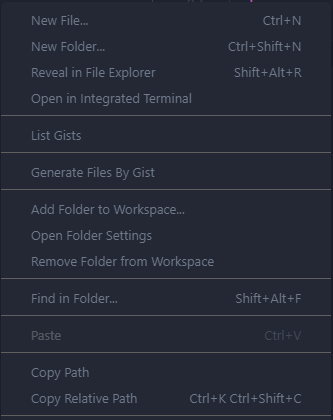 New File... Ctrl+N
New Folder... Ctrl+Shift+N
Reveal in File Explorer Shift+Alt+R
Open in Integrated Terminal
List Gists
Generate Files By Gist
Add Folder to Workspace...
Open Folder Settings
Remove Folder from Workspace
Find in Folder... Shift+Alt+F
Paste Ctrl+V
Copy Path
Copy Relative Path Ctrl+K Ctrl+Shift+C